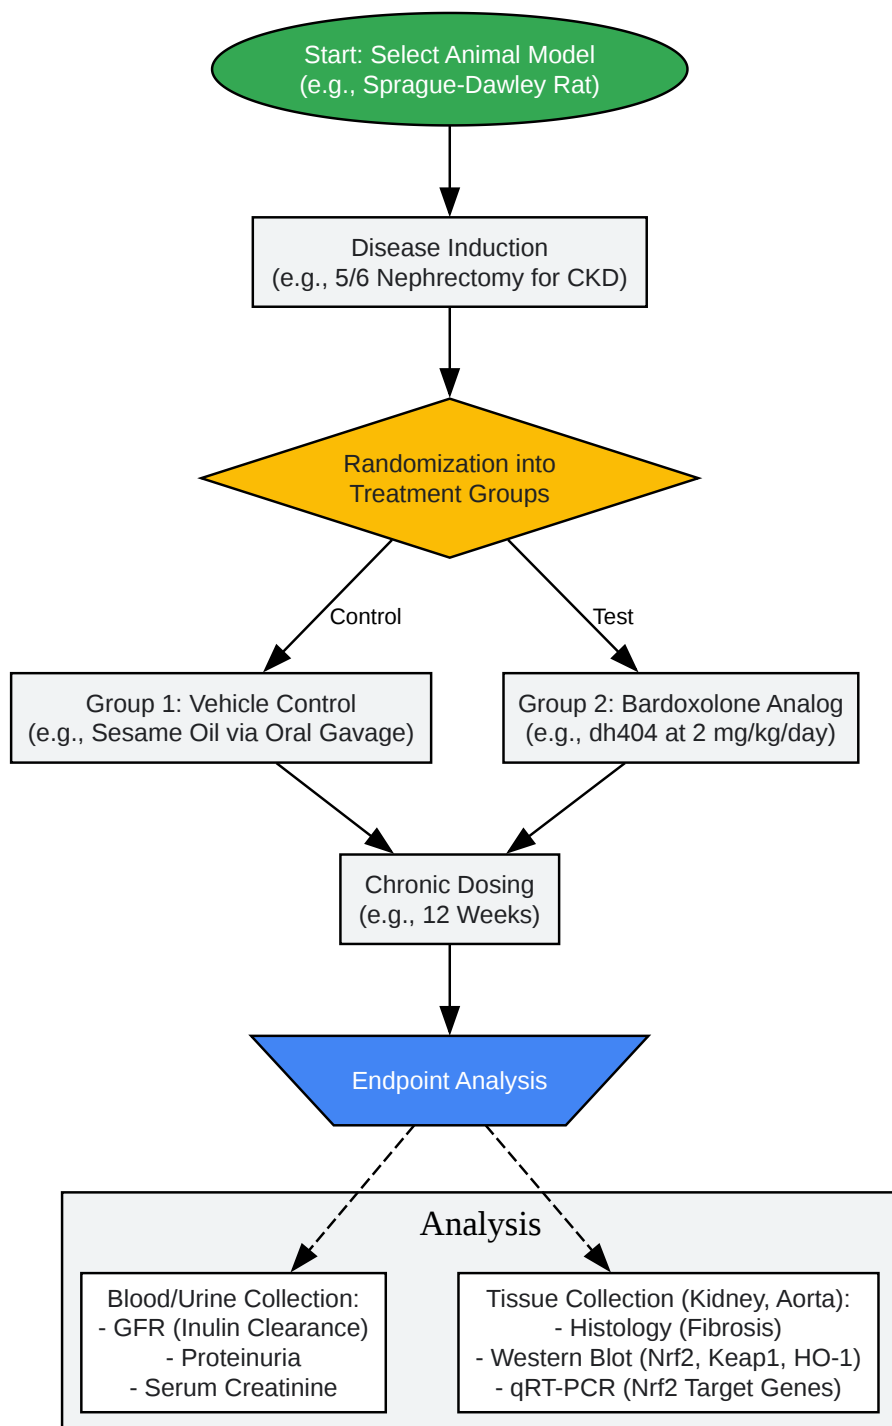 Start: Select Animal Model
(e.g., Sprague-Dawley Rat)
Disease Induction
(e.g., 5/6 Nephrectomy for CKD)
Randomization into
Treatment Groups
Control
Test
Group 1: Vehicle Control
(e.g., Sesame Oil via Oral Gavage)
Group 2: Bardoxolone Analog
(e.g., dh404 at 2 mg/kg/day)
Chronic Dosing
(e.g., 12 Weeks)
Endpoint Analysis
Analysis
Blood/Urine Collection:
- GFR (Inulin Clearance)
- Proteinuria
- Serum Creatinine
Tissue Collection (Kidney, Aorta):
- Histology (Fibrosis)
- Western Blot (Nrf2, Keap1, HO-1)
- qRT-PCR (Nrf2 Target Genes)